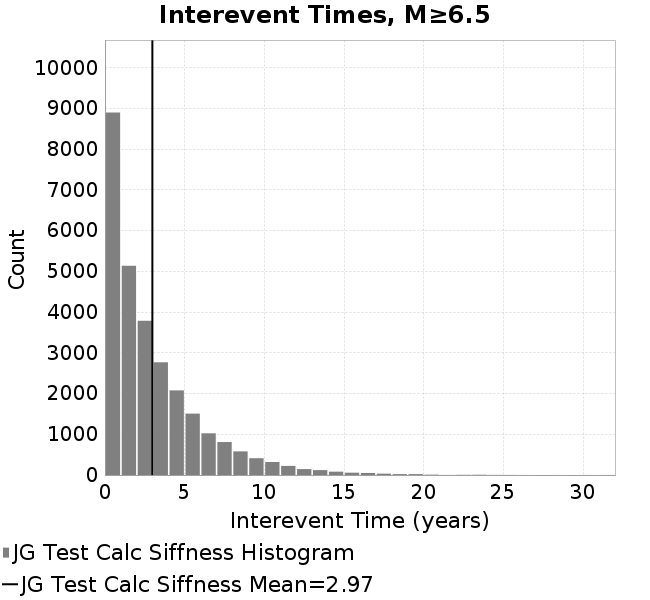 Interevent Times, M≥6.5
10000
9000
8000
7000
6000
5000
4000
3000
2000
1000
0
Count
0 5 10 15 20 25 30
Interevent Time (years)
JG Test Calc Siffness Histogram
JG Test Calc Siffness Mean=2.97